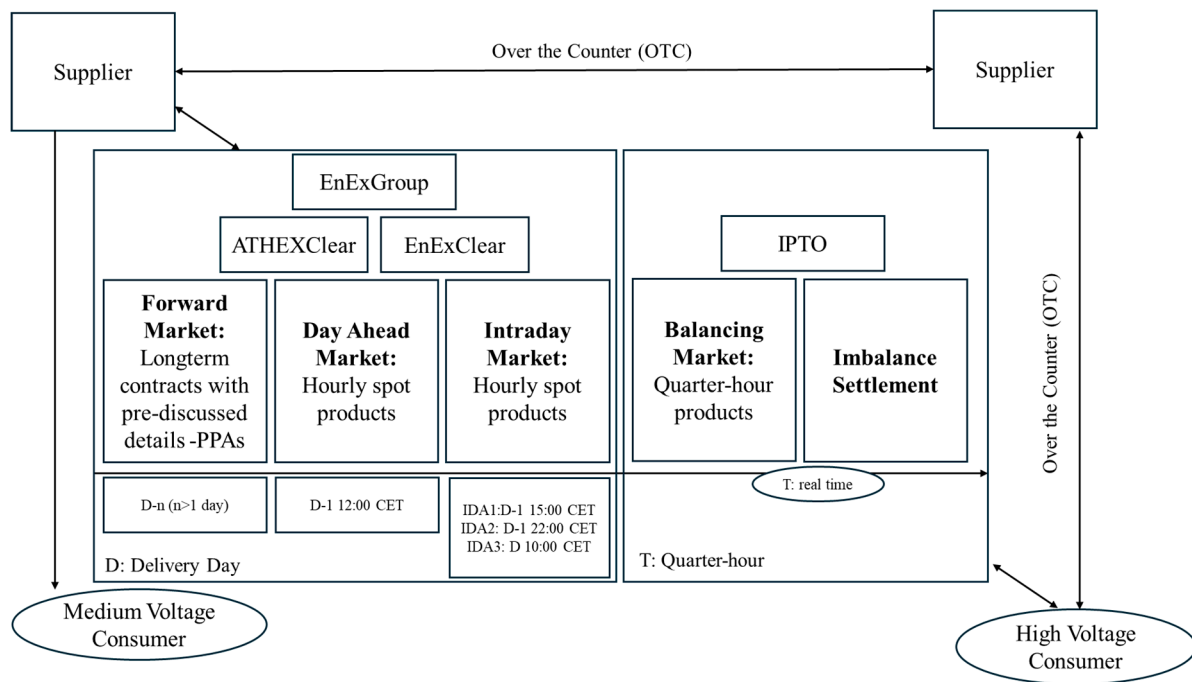 Over the Counter (OTC)
Supplier
Supplier
EnExGroup
ATHEXClear
EnExClear
IPTO
Forward
Market:
Longterm
contracts with
pre-discussed
details -PPAs
Day Ahead
Market:
Hourly spot
products
Intraday
Market:
Hourly spot
products
Balancing
Market:
Quarter-hour
products
Imbalance
Settlement
Over the Counter (OTC)
T: real time
D-n (n>1 day)
D-1 12:00 CET
IDA1:D-1 15:00 CET
IDA2: D-1 22:00 CET
IDA3: D 10:00 CET
D: Delivery Day
T: Quarter-hour
Medium Voltage
Consumer
High Voltage
Consumer